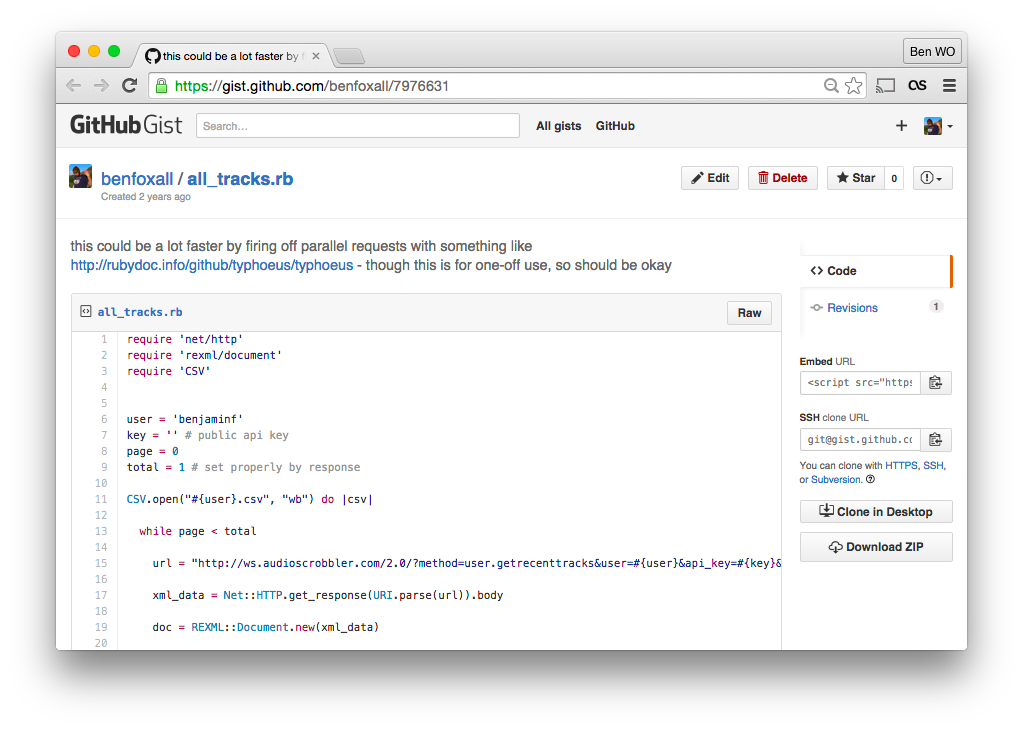 this could be a lot faster by f
Ben WO
https://gist.github.com/benfoxall/7976631
GitHub Gist
Search...
All gists
GitHub
benfoxall / all_tracks.rb
Created 2 years ago
Edit
Delete
Star
0
this could be a lot faster by firing off parallel requests with something like
http://rubydoc.info/github/typhoeus/typhoeus - though this is for one-off use, so should be okay
all_tracks.rb
Raw
1 require 'net/http'
2 require 'rexml/document'
3 require 'CSV'
4
5
6 user = 'benjaminf'
7 key = '' # public api key
8 page = 0
9 total = 1 # set properly by response
10
11 CSV.open("#{user}.csv", "wb") do |csv|
12
13 while page < total
14
15 url = "http://ws.audioscrobbler.com/2.0/?method=user.getrecenttracks&user=#{user}&api_key=#{key}&
16
17 xml_data = Net::HTTP.get_response(URI.parse(url)).body
18
19 doc = REXML::Document.new(xml_data)
20
<> Code
Revisions
1
Embed URL
<script src="https
SSH clone URL
git@gist.github.co
You can clone with HTTPS, SSH,
or Subversion.
Clone in Desktop
Download ZIP